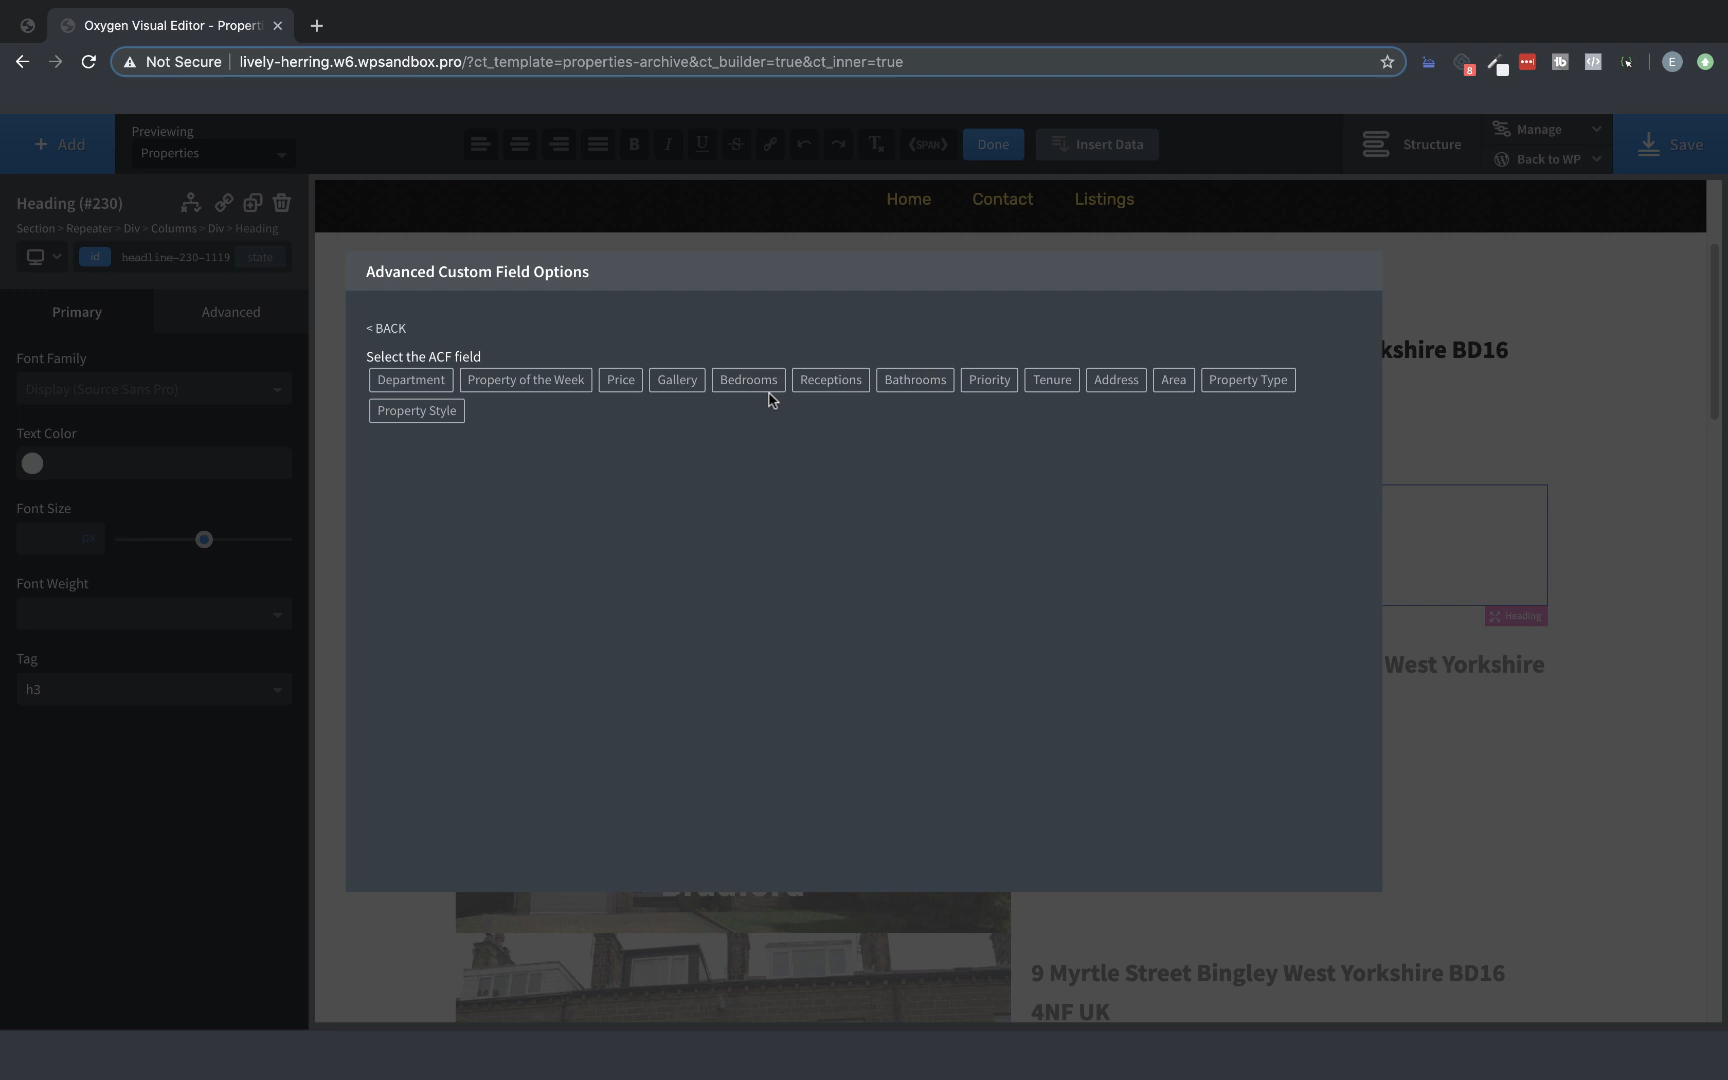 Oxygen Visual Editor - Propert
Not Secure
lively-herring.w6.wpsandbox.pro/?ct_template=properties-archive&ct_builder=true&ct_inner=true
8
tb
E
+ Add
Previewing
Properties
B I U S
Tx
<SPAN>
Done
Insert Data
Structure
Manage
Back to WP
Save
Heading (#230)
Section > Repeater > Div > Columns > Div > Heading
id
headline-230-1119
state
Primary
Advanced
Font Family
Display (Source Sans Pro)
Text Color
Font Size
px
Font Weight
Tag
h3
Home
Contact
Listings
Advanced Custom Field Options
< BACK
Select the ACF field
Department
Property of the Week
Price
Gallery
Bedrooms
Receptions
Bathrooms
Priority
Tenure
Address
Area
Property Type
Property Style
kshire BD16
Heading
West Yorkshire
9 Myrtle Street Bingley West Yorkshire BD16
4NF UK